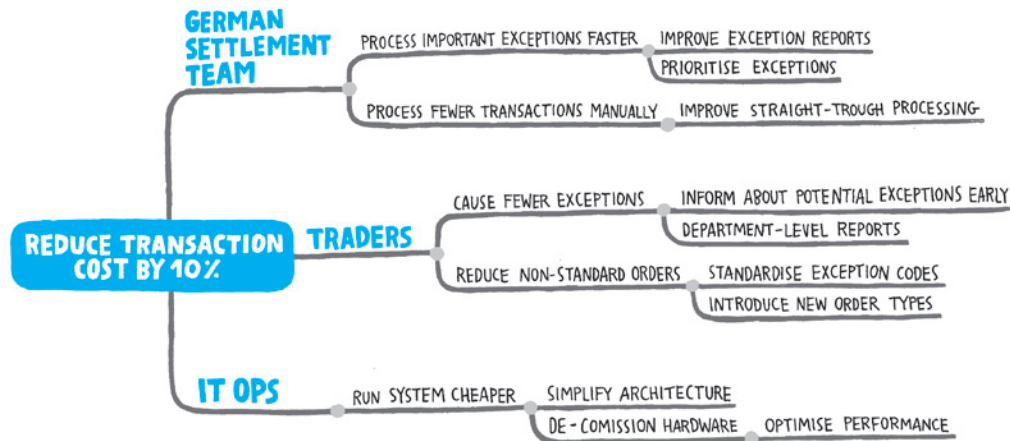 GERMAN
SETTLEMENT
TEAM
PROCESS IMPORTANT EXCEPTIONS FASTER
IMPROVE EXCEPTION REPORTS
PRIORITISE EXCEPTIONS
PROCESS FEWER TRANSACTIONS MANUALLY
IMPROVE STRAIGHT-TROUGH PROCESSING
REDUCE TRANSACTION
COST BY 10%
TRADERS
CAUSE FEWER EXCEPTIONS
INFORM ABOUT POTENTIAL EXCEPTIONS EARLY
DEPARTMENT-LEVEL REPORTS
REDUCE NON-STANDARD ORDERS
STANDARDISE EXCEPTION CODES
INTRODUCE NEW ORDER TYPES
IT OPS
RUN SYSTEM CHEAPER
SIMPLIFY ARCHITECTURE
DE-COMISSION HARDWARE
OPTIMISE PERFORMANCE